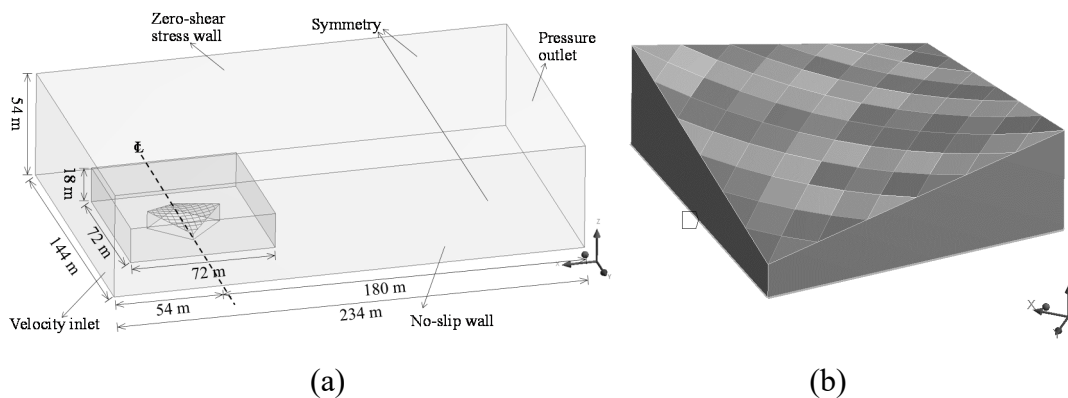 Zero-shear
stress wall
Symmetry
Pressure
outlet
54 m
℄
18 m
72 m
144 m
72 m
180 m
54 m
234 m
Velocity inlet
No-slip wall
z
X
(a)
(b)